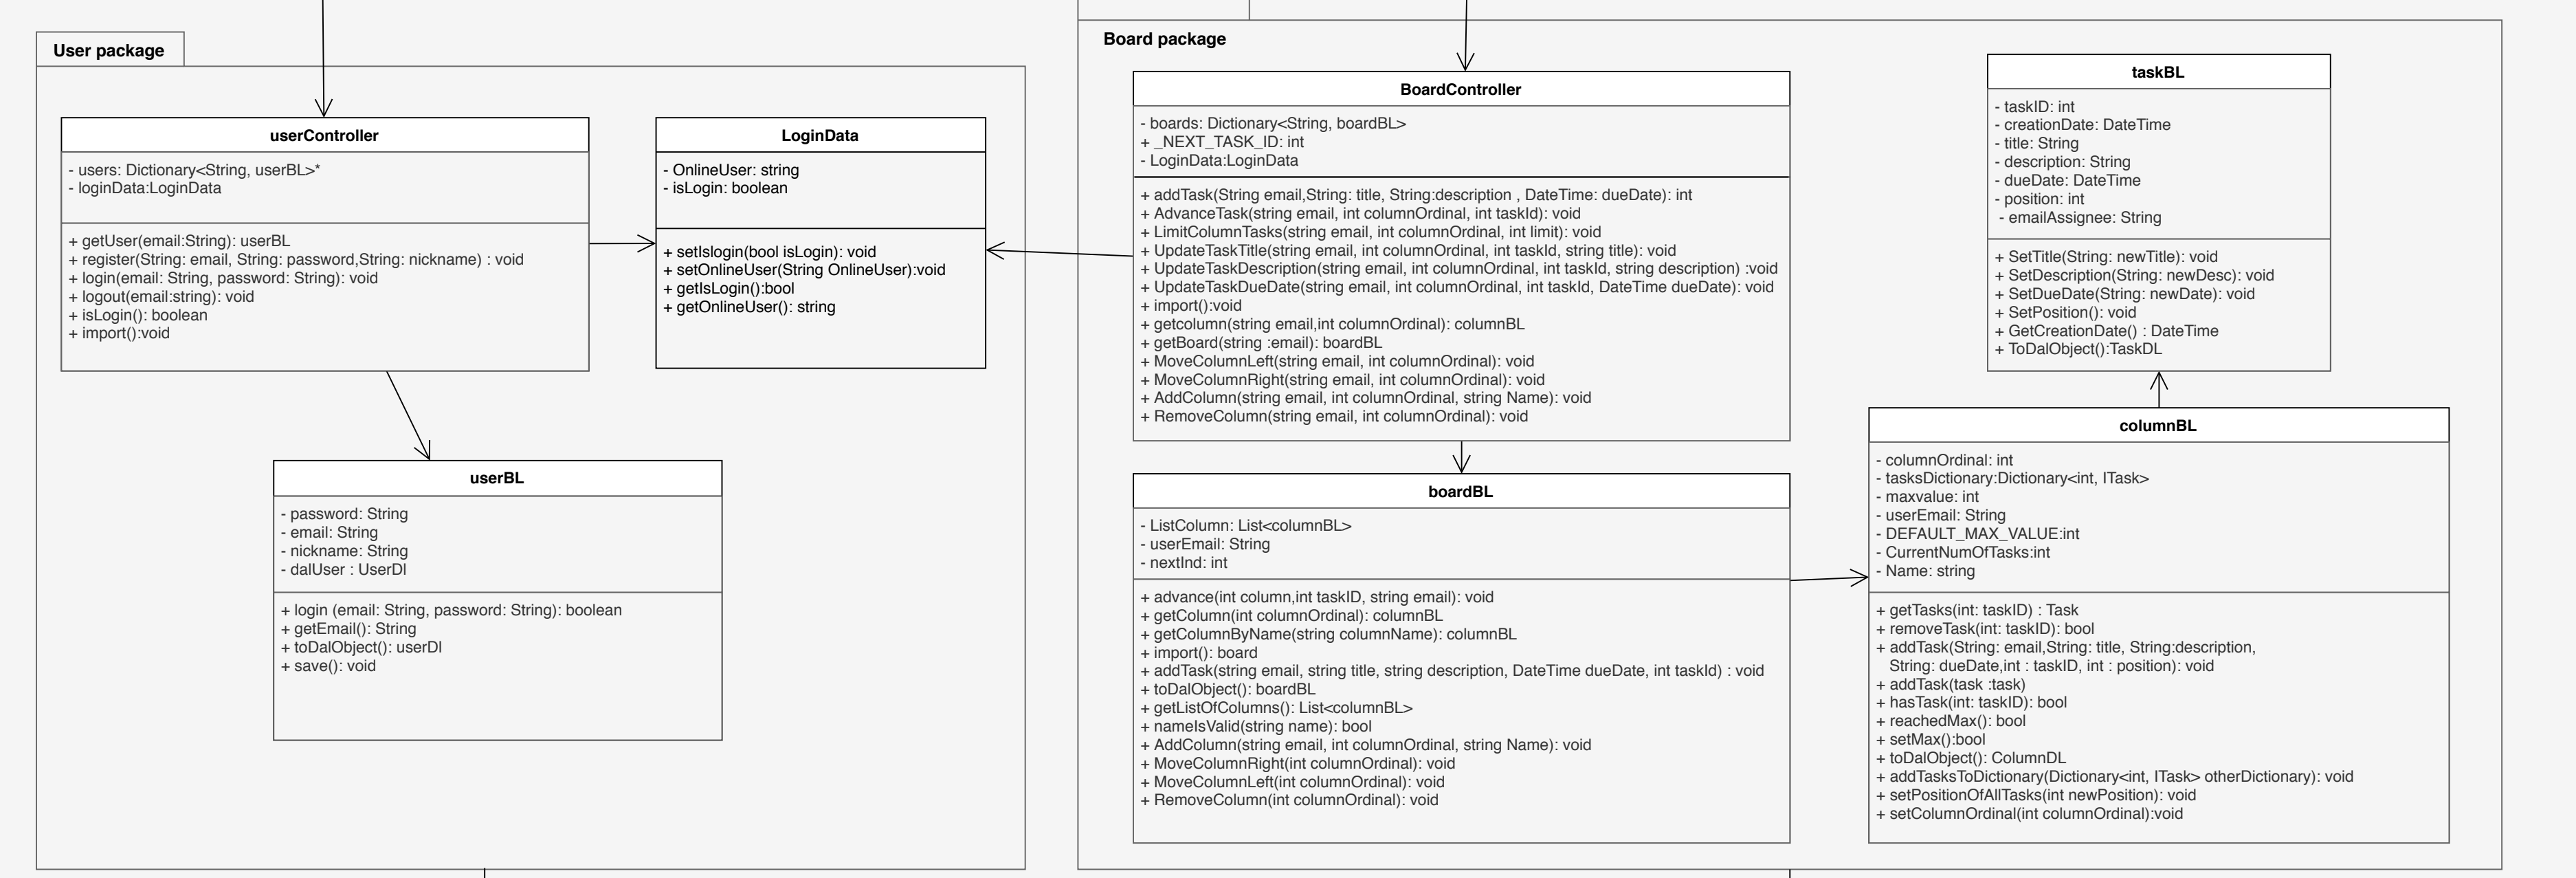 User package
userController
- users: Dictionary<String, userBL>*
- loginData:LoginData
+ getUser(email:String): userBL
+ register(String: email, String: password,String: nickname) : void
+ login(email: String, password: String): void
+ logout(email:string): void
+ isLogin(): boolean
+ import():void
LoginData
- OnlineUser: string
- isLogin: boolean
+ setIslogin(bool isLogin): void
+ setOnlineUser(String OnlineUser):void
+ getIsLogin():bool
+ getOnlineUser(): string
userBL
- password: String
- email: String
- nickname: String
- dalUser : UserDl
+ login (email: String, password: String): boolean
+ getEmail(): String
+ toDalObject(): userDl
+ save(): void
Board package
BoardController
- boards: Dictionary<String, boardBL>
+ _NEXT_TASK_ID: int
- LoginData:LoginData
+ addTask(String email,String: title, String:description , DateTime: dueDate): int
+ AdvanceTask(string email, int columnOrdinal, int taskId): void
+ LimitColumnTasks(string email, int columnOrdinal, int limit): void
+ UpdateTaskTitle(string email, int columnOrdinal, int taskId, string title): void
+ UpdateTaskDescription(string email, int columnOrdinal, int taskId, string description) :void
+ UpdateTaskDueDate(string email, int columnOrdinal, int taskId, DateTime dueDate): void
+ import():void
+ getcolumn(string email,int columnOrdinal): columnBL
+ getBoard(string :email): boardBL
+ MoveColumnLeft(string email, int columnOrdinal): void
+ MoveColumnRight(string email, int columnOrdinal): void
+ AddColumn(string email, int columnOrdinal, string Name): void
+ RemoveColumn(string email, int columnOrdinal): void
boardBL
- ListColumn: List<columnBL>
- userEmail: String
- nextInd: int
+ advance(int column,int taskID, string email): void
+ getColumn(int columnOrdinal): columnBL
+ getColumnByName(string columnName): columnBL
+ import(): board
+ addTask(string email, string title, string description, DateTime dueDate, int taskId) : void
+ toDalObject(): boardBL
+ getListOfColumns(): List<columnBL>
+ nameIsValid(string name): bool
+ AddColumn(string email, int columnOrdinal, string Name): void
+ MoveColumnRight(int columnOrdinal): void
+ MoveColumnLeft(int columnOrdinal): void
+ RemoveColumn(int columnOrdinal): void
taskBL
- taskID: int
- creationDate: DateTime
- title: String
- description: String
- dueDate: DateTime
- position: int
- emailAssignee: String
+ SetTitle(String: newTitle): void
+ SetDescription(String: newDesc): void
+ SetDueDate(String: newDate): void
+ SetPosition(): void
+ GetCreationDate() : DateTime
+ ToDalObject():TaskDL
columnBL
- columnOrdinal: int
- tasksDictionary:Dictionary<int, ITask>
- maxvalue: int
- userEmail: String
- DEFAULT_MAX_VALUE:int
- CurrentNumOfTasks:int
- Name: string
+ getTasks(int: taskID) : Task
+ removeTask(int: taskID): bool
+ addTask(String: email,String: title, String:description,
String: dueDate,int : taskID, int : position): void
+ addTask(task :task)
+ hasTask(int: taskID): bool
+ reachedMax(): bool
+ setMax():bool
+ toDalObject(): ColumnDL
+ addTasksToDictionary(Dictionary<int, ITask> otherDictionary): void
+ setPositionOfAllTasks(int newPosition): void
+ setColumnOrdinal(int columnOrdinal):void